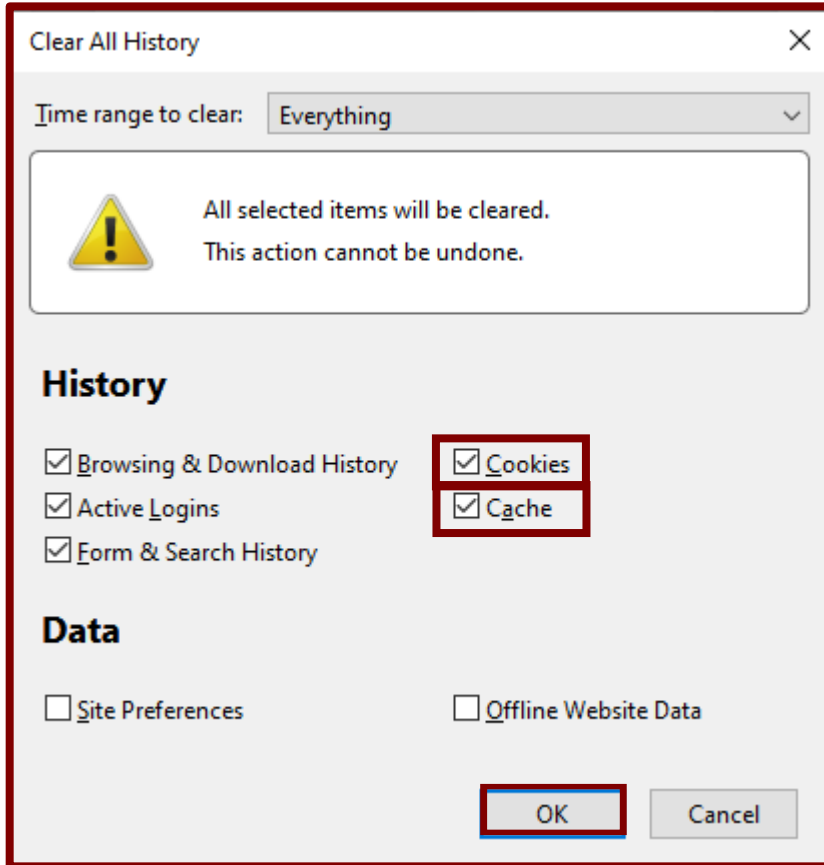 Clear All History
Time range to clear: Everything
All selected items will be cleared.
This action cannot be undone.
History
Browsing & Download History Cookies
Active Logins Cache
Form & Search History
Data
Site Preferences Offline Website Data
OK Cancel